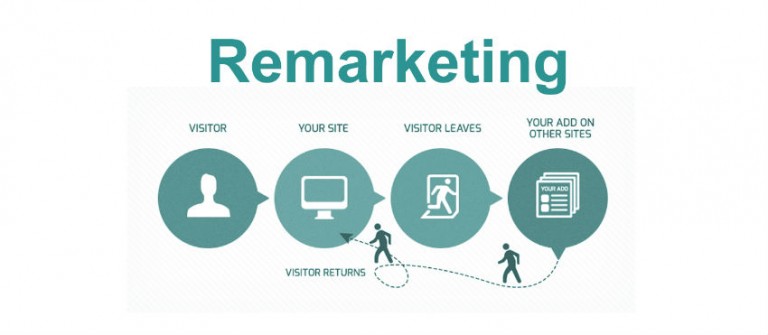 Remarketing
VISITOR
YOUR SITE
VISITOR LEAVES
YOUR ADD ON
OTHER SITES
YOUR ADD
VISITOR RETURNS